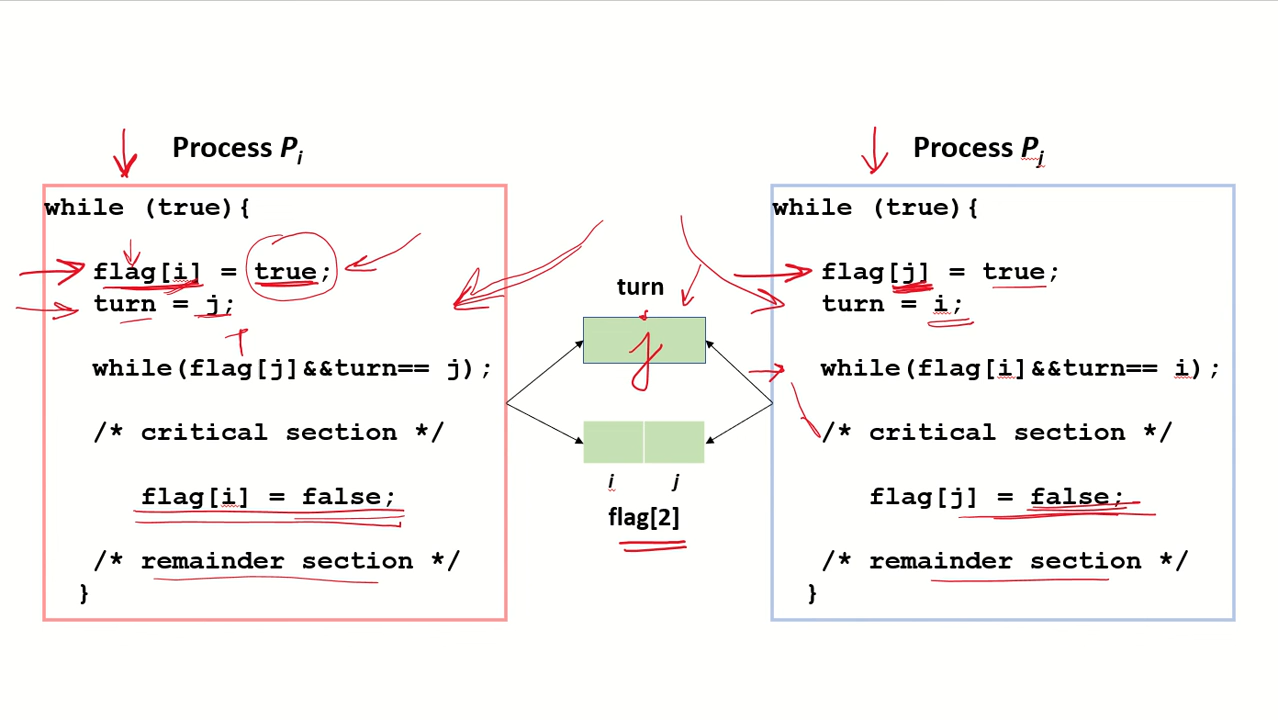 Process Pi
while (true){
flag[i] = true;
turn = j;
while(flag[j]&&turn== j);
/* critical section */
flag[i] = false;
/* remainder section */
}
turn
j
i j
flag[2]
Process Pj
while (true){
flag[j] = true;
turn = i;
while(flag[i]&&turn== i);
/* critical section */
flag[j] = false;
/* remainder section */
}